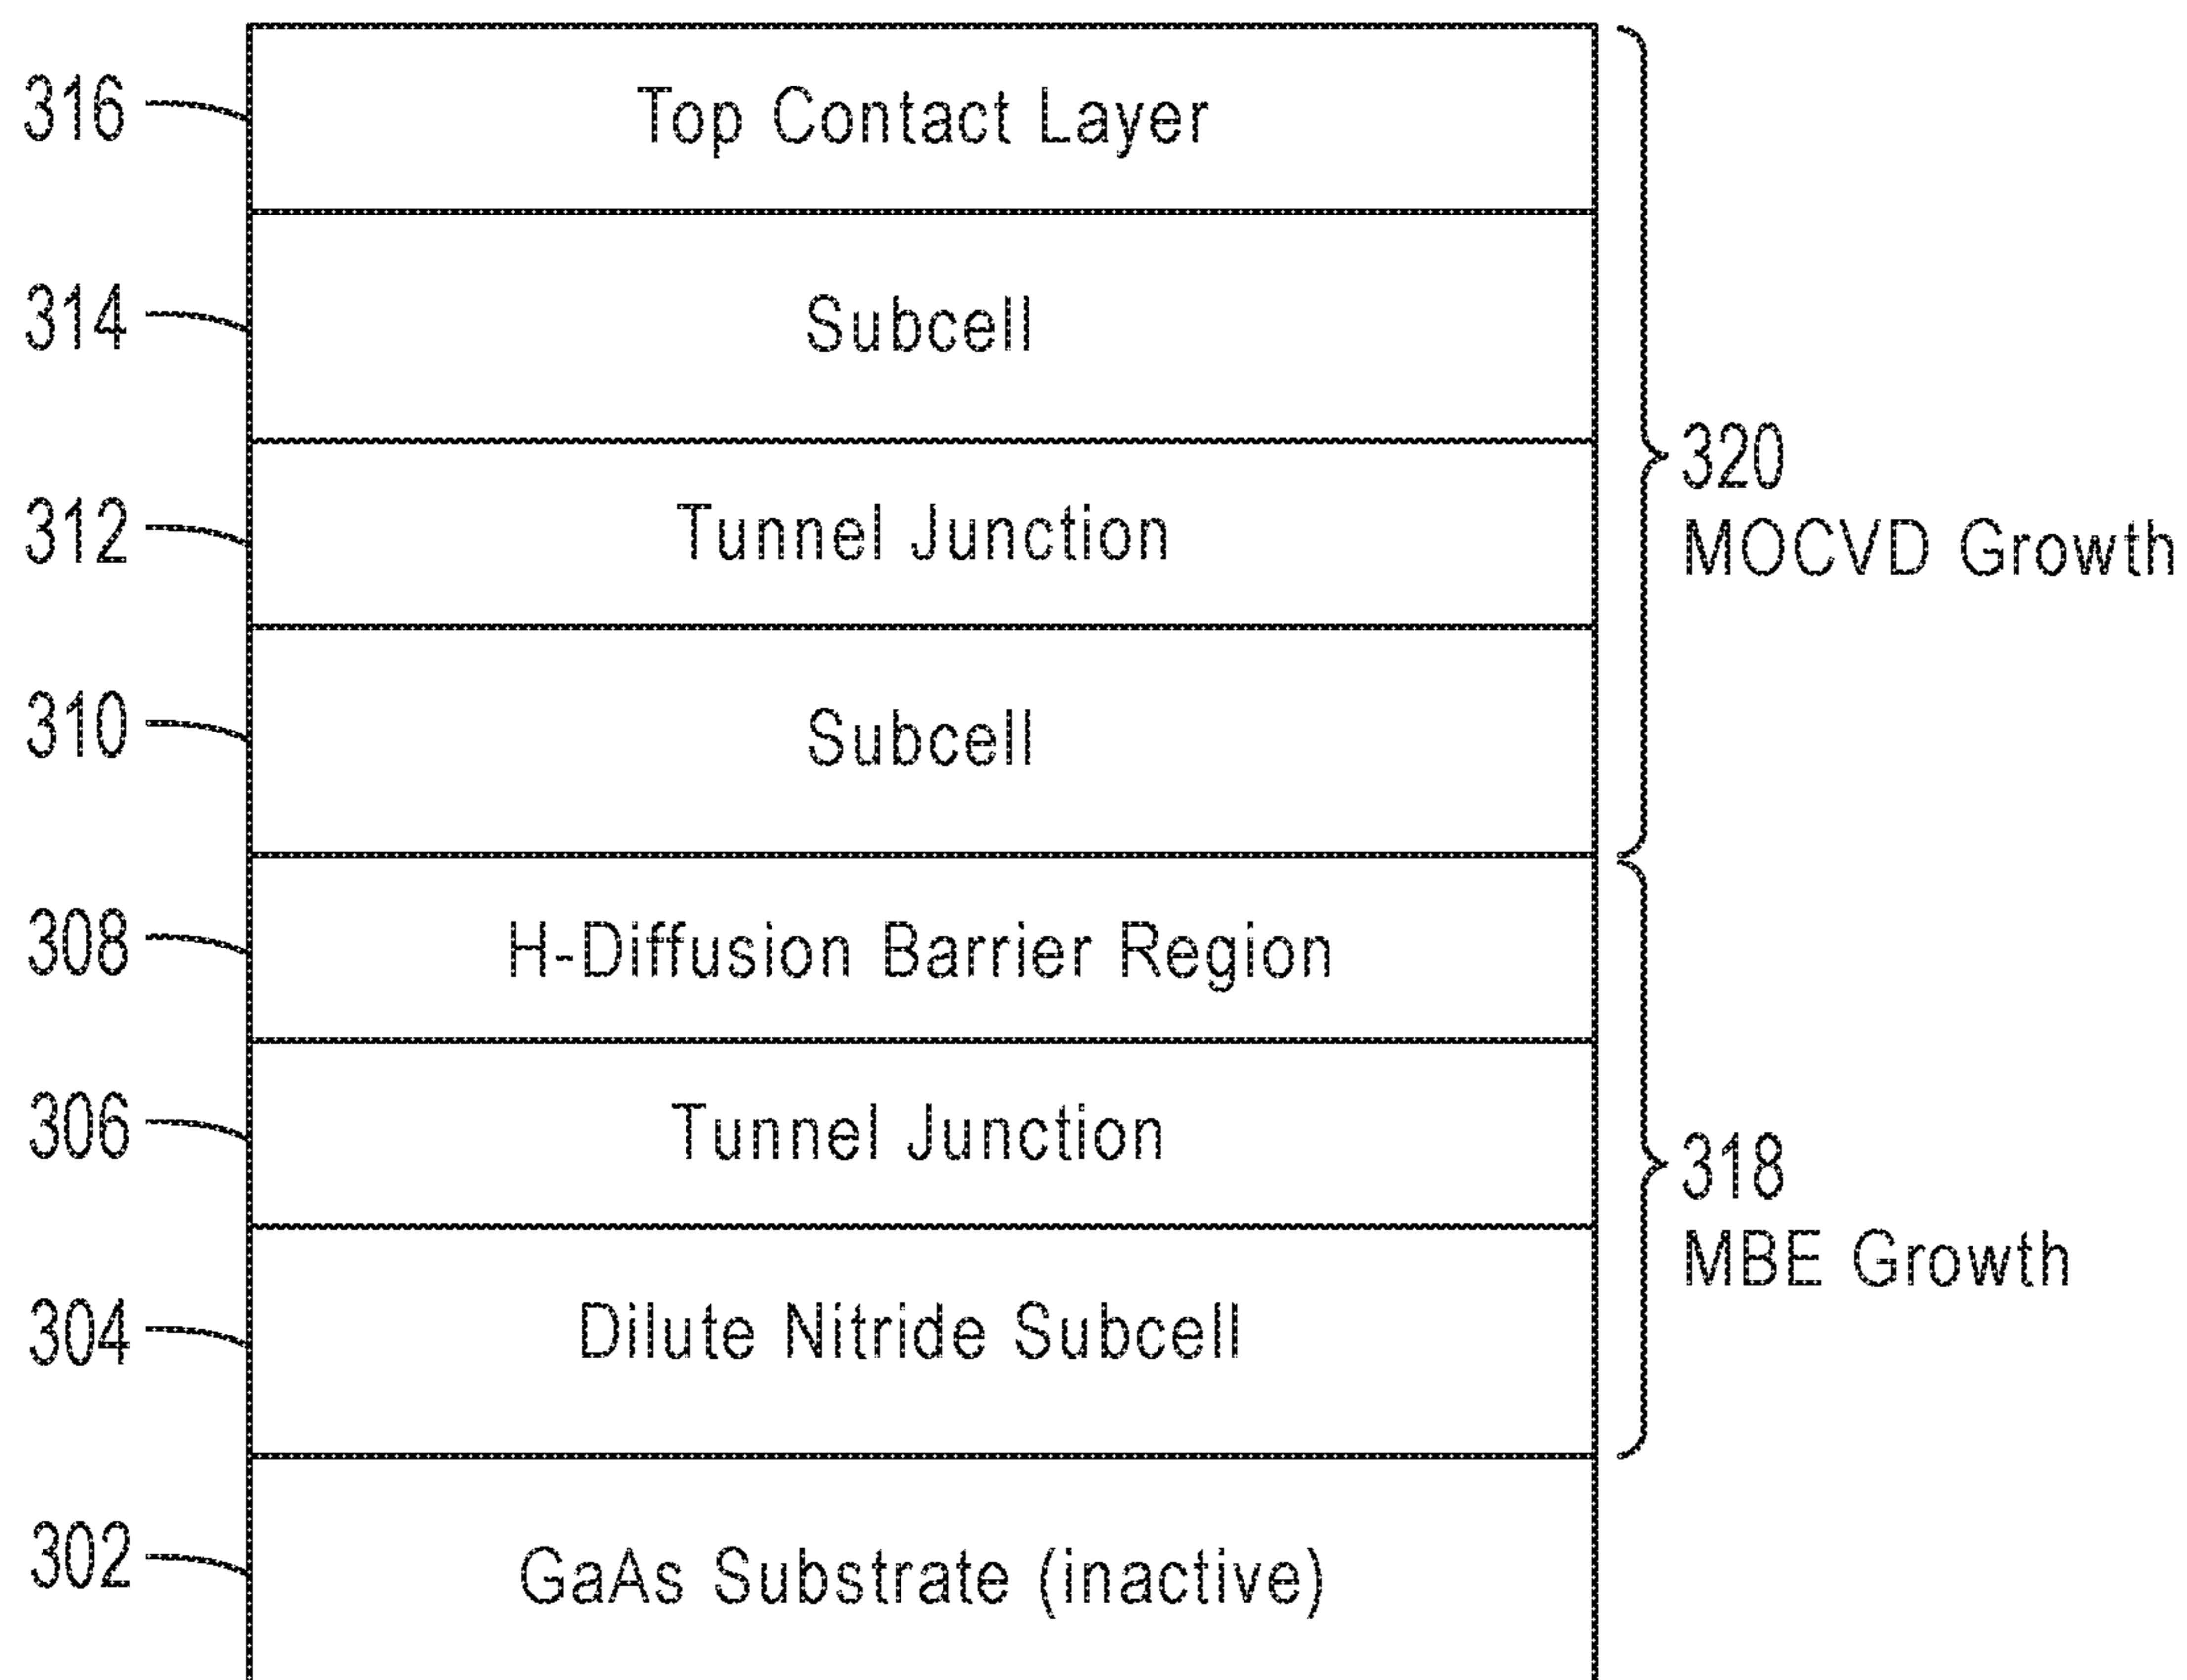 316 Top Contact Layer
314 Subcell
320
MOCVD Growth
312 Tunnel Junction
310 Subcell
308 H-Diffusion Barrier Region
306 Tunnel Junction
318
MBE Growth
304 Dilute Nitride Subcell
302 GaAs Substrate (inactive)